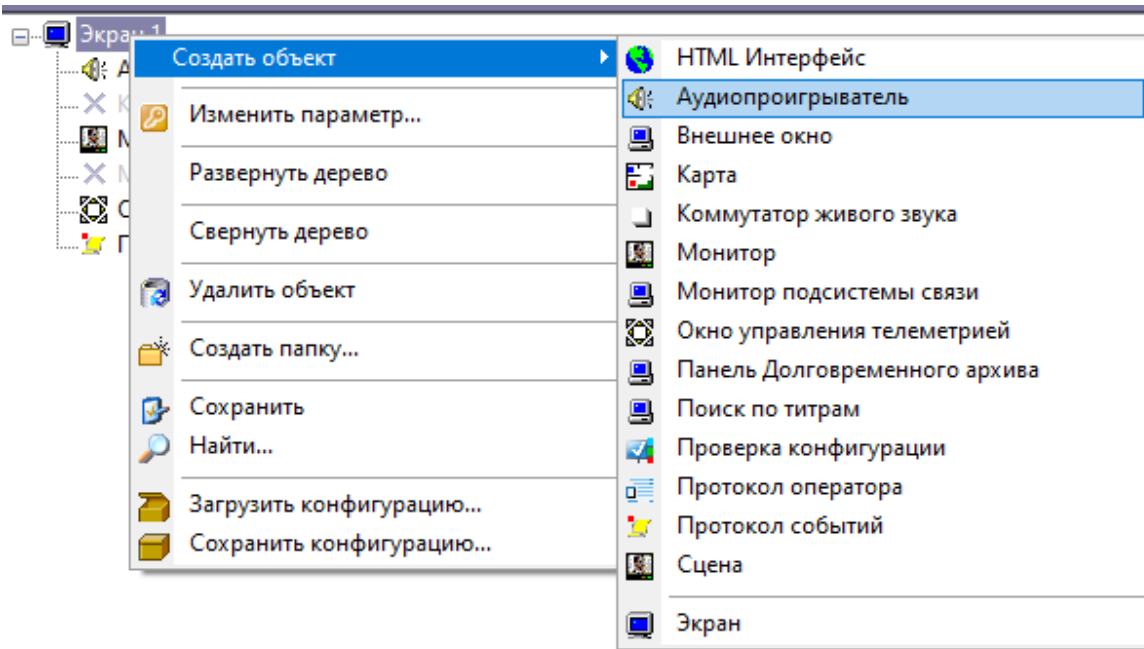 Экран 1
Создать объект
Изменить параметр...
Развернуть дерево
Свернуть дерево
Удалить объект
Создать папку...
Сохранить
Найти...
Загрузить конфигурацию...
Сохранить конфигурацию...
HTML Интерфейс
Аудиопроигрыватель
Внешнее окно
Карта
Коммутатор живого звука
Монитор
Монитор подсистемы связи
Окно управления телеметрией
Панель Долговременного архива
Поиск по титрам
Проверка конфигурации
Протокол оператора
Протокол событий
Сцена
Экран